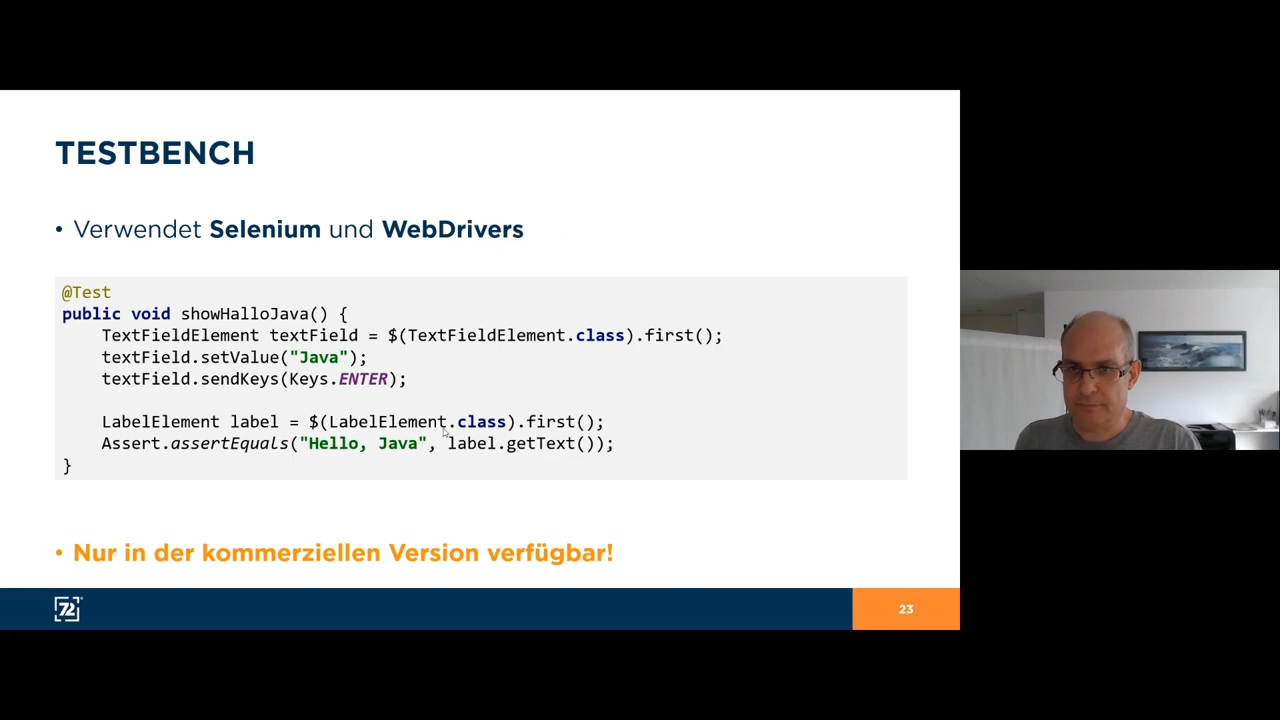 TESTBENCH
• Verwendet Selenium und WebDrivers
@Test
public void showHalloJava() {
    TextFieldElement textField = $(TextFieldElement.class).first();
    textField.setValue("Java");
    textField.sendKeys(Keys.ENTER);
    LabelElement label = $(LabelElement.class).first();
    Assert.assertEquals("Hello, Java", label.getText());
}
• Nur in der kommerziellen Version verfügbar!
72
23